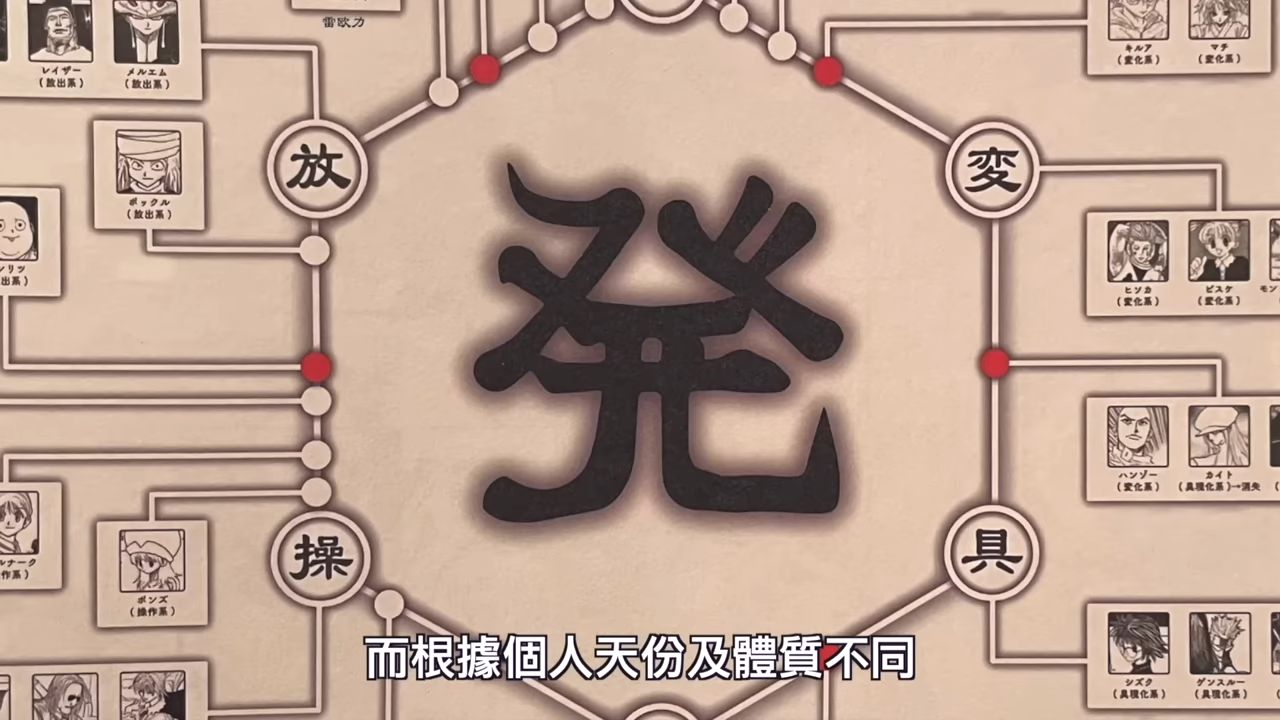 雷欧力
レイザー
(放出系)
メルエム
(放出系)
キルア
(変化系)
マチ
(変化系)
放
変
ポックル
(放出系)
発
ヒソカ
(変化系)
ビスケ
(変化系)
ハンゾー
(変化系)
カイト
(具現化系)→消失
操
具
ポンズ
(操作系)
シズク
(具現化系)
ゲンスルー
(具現化系)
而根據個人天份及體質不同